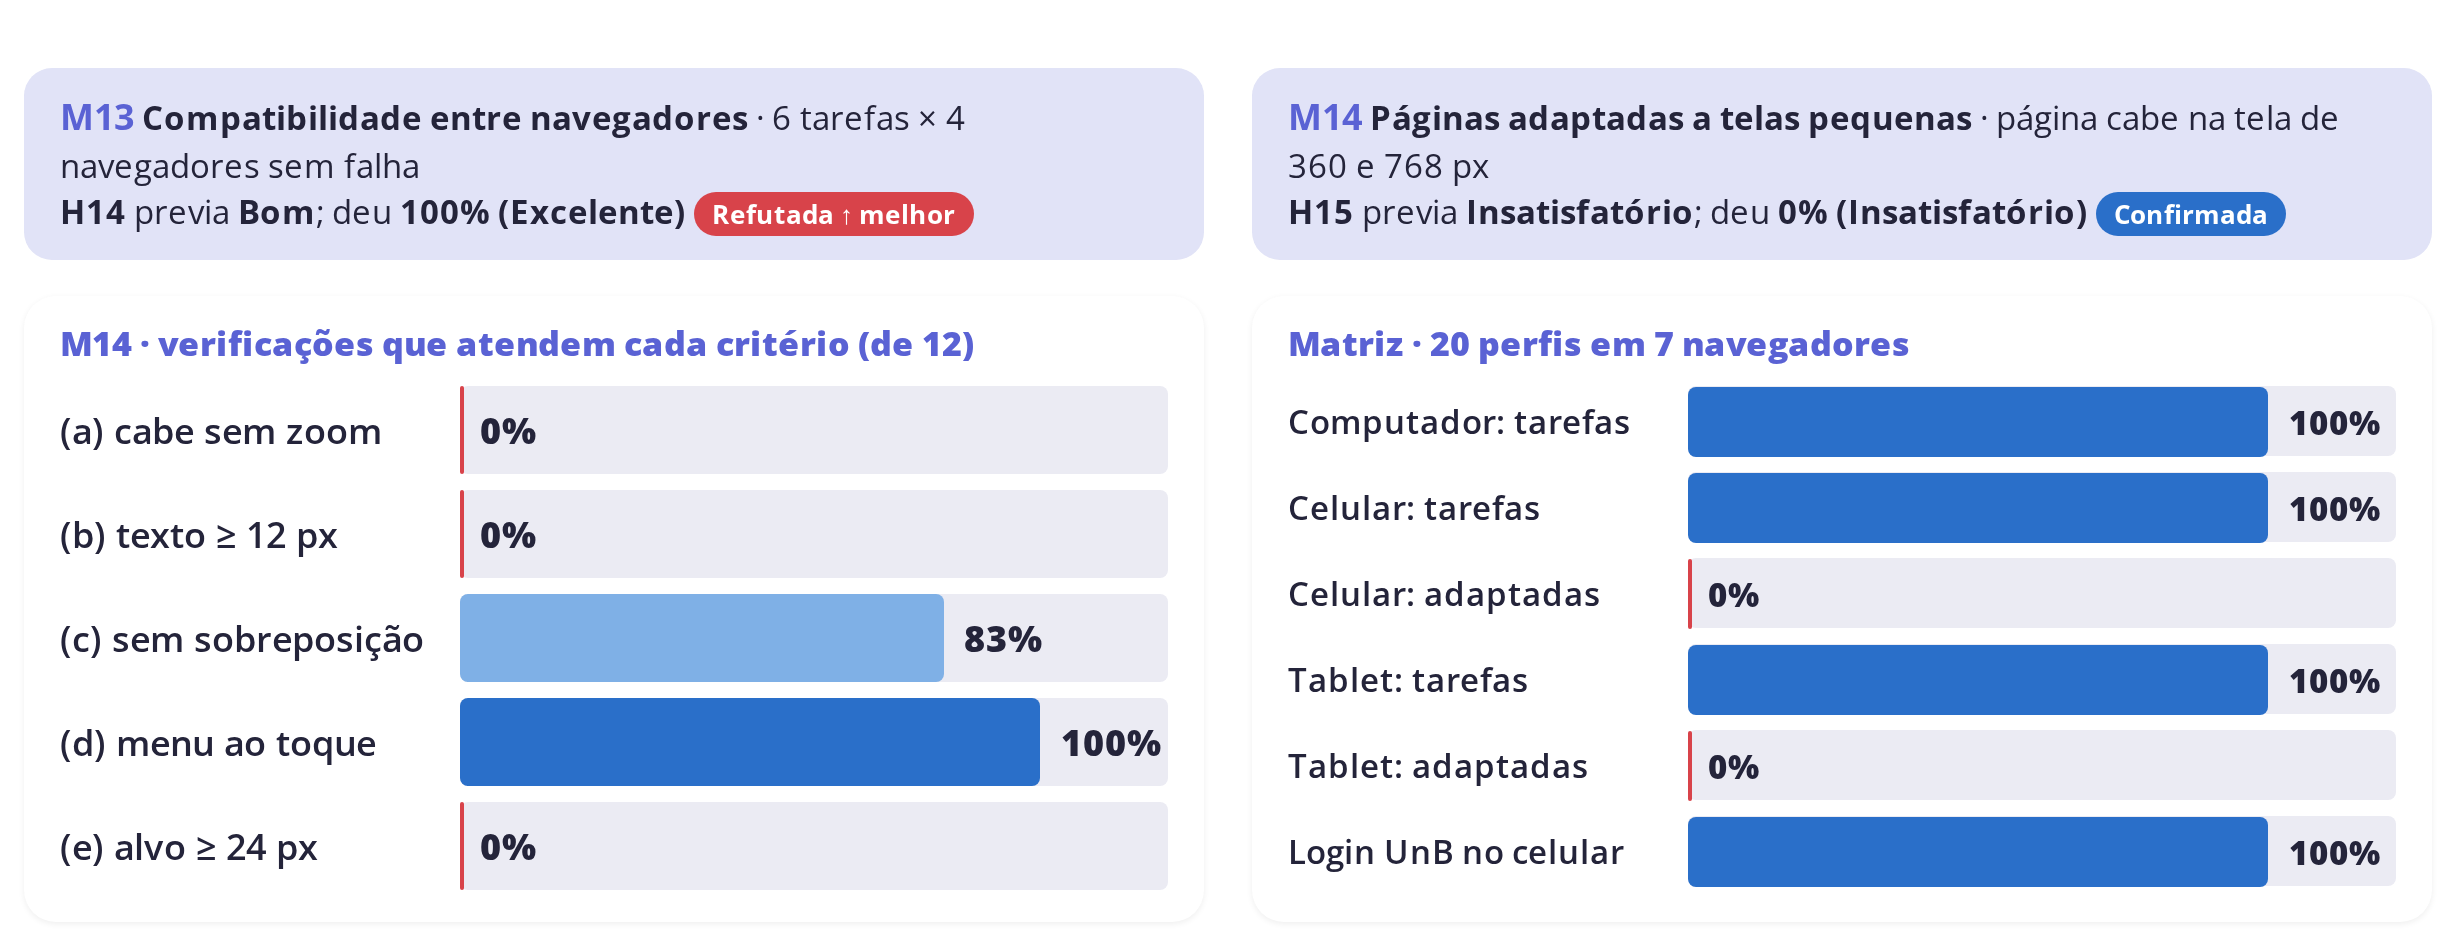 M13 Compatibilidade entre navegadores · 6 tarefas × 4
navegadores sem falha
H14 previa Bom; deu 100% (Excelente) Refutada ↑ melhor
M14 Páginas adaptadas a telas pequenas · página cabe na tela de
360 e 768 px
H15 previa Insatisfatório; deu 0% (Insatisfatório) Confirmada
M14 · verificações que atendem cada critério (de 12)
(a) cabe sem zoom 0%
(b) texto ≥ 12 px 0%
(c) sem sobreposição 83%
(d) menu ao toque 100%
(e) alvo ≥ 24 px 0%
Matriz · 20 perfis em 7 navegadores
Computador: tarefas 100%
Celular: tarefas 100%
Celular: adaptadas 0%
Tablet: tarefas 100%
Tablet: adaptadas 0%
Login UnB no celular 100%